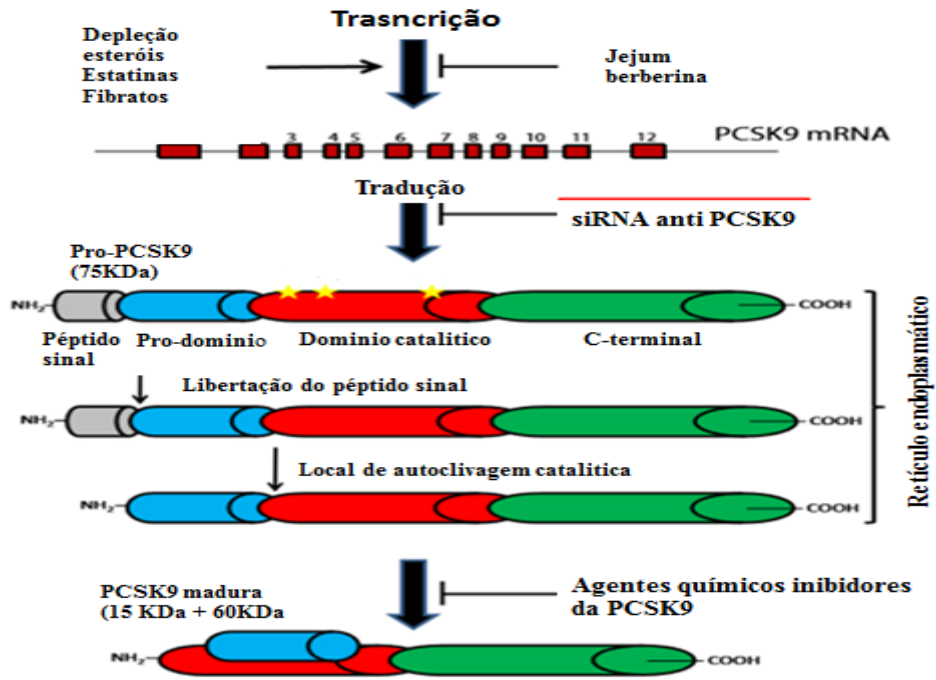 Trasncrição
Depleção
esteróis
Estatinas
Fibratos
Jejum
berberina
3 4 5 6 7 8 9 10 11 12
PCSK9 mRNA
Tradução
siRNA anti PCSK9
Pro-PCSK9
(75KDa)
NH₂ COOH
Péptido
sinal
Pro-dominio
Dominio catalitico
C-terminal
Libertação do péptido sinal
NH₂ COOH
Local de autoclivagem catalitica
NH₂ COOH
Retículo endoplasmático
PCSK9 madura
(15 KDa + 60KDa
Agentes químicos inibidores
da PCSK9
NH₂ COOH